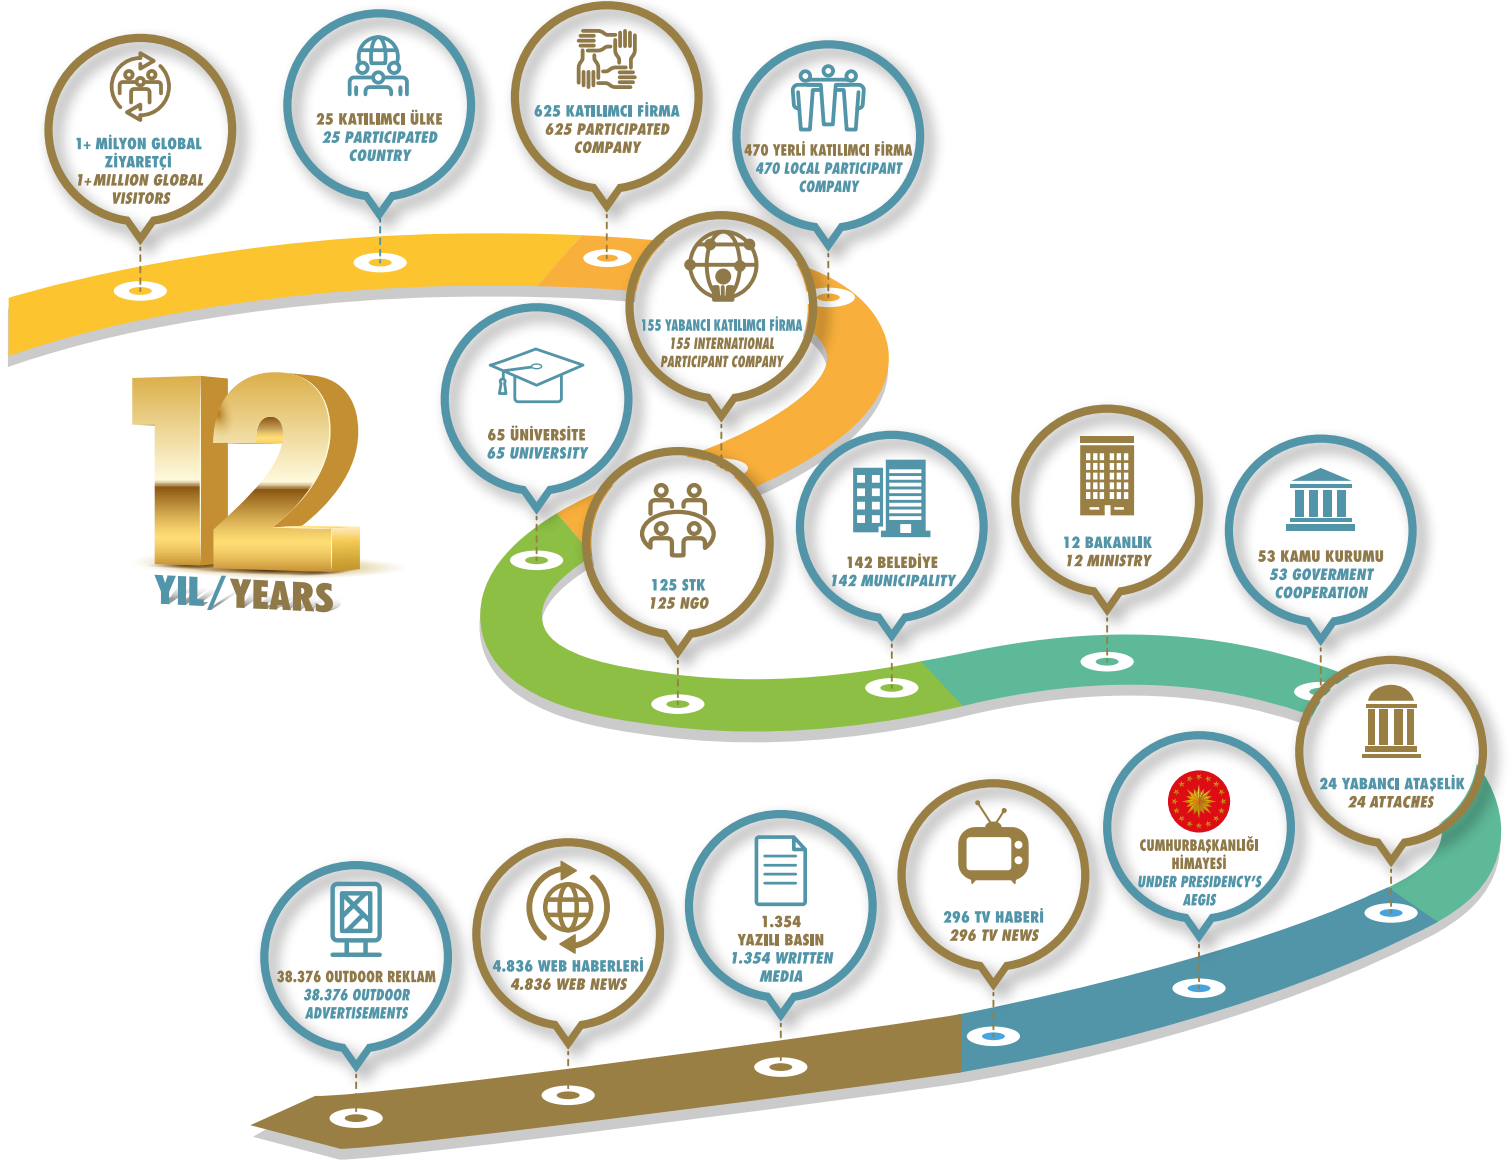 1+ MİLYON GLOBAL
ZİYARETÇİ
1+MILLION GLOBAL
VISITORS
25 KATILIMCI ÜLKE
25 PARTICIPATED
COUNTRY
625 KATILIMCI FİRMA
625 PARTICIPATED
COMPANY
470 YERLİ KATILIMCI FİRMA
470 LOCAL PARTICIPANT
COMPANY
155 YABANCI KATILIMCI FİRMA
155 INTERNATIONAL
PARTICIPANT COMPANY
65 ÜNİVERSİTE
65 UNIVERSITY
12
YIL/YEARS
125 STK
125 NGO
142 BELEDİYE
142 MUNICIPALITY
12 BAKANLIK
12 MINISTRY
53 KAMU KURUMU
53 GOVERMENT
COOPERATION
24 YABANCI ATAŞELİK
24 ATTACHES
CUMHURBAŞKANLIĞI
HİMAYESİ
UNDER PRESIDENCY'S
AEGIS
296 TV HABERİ
296 TV NEWS
1.354
YAZILI BASIN
1.354 WRITTEN
MEDIA
4.836 WEB HABERLERİ
4.836 WEB NEWS
38.376 OUTDOOR REKLAM
38.376 OUTDOOR
ADVERTISEMENTS